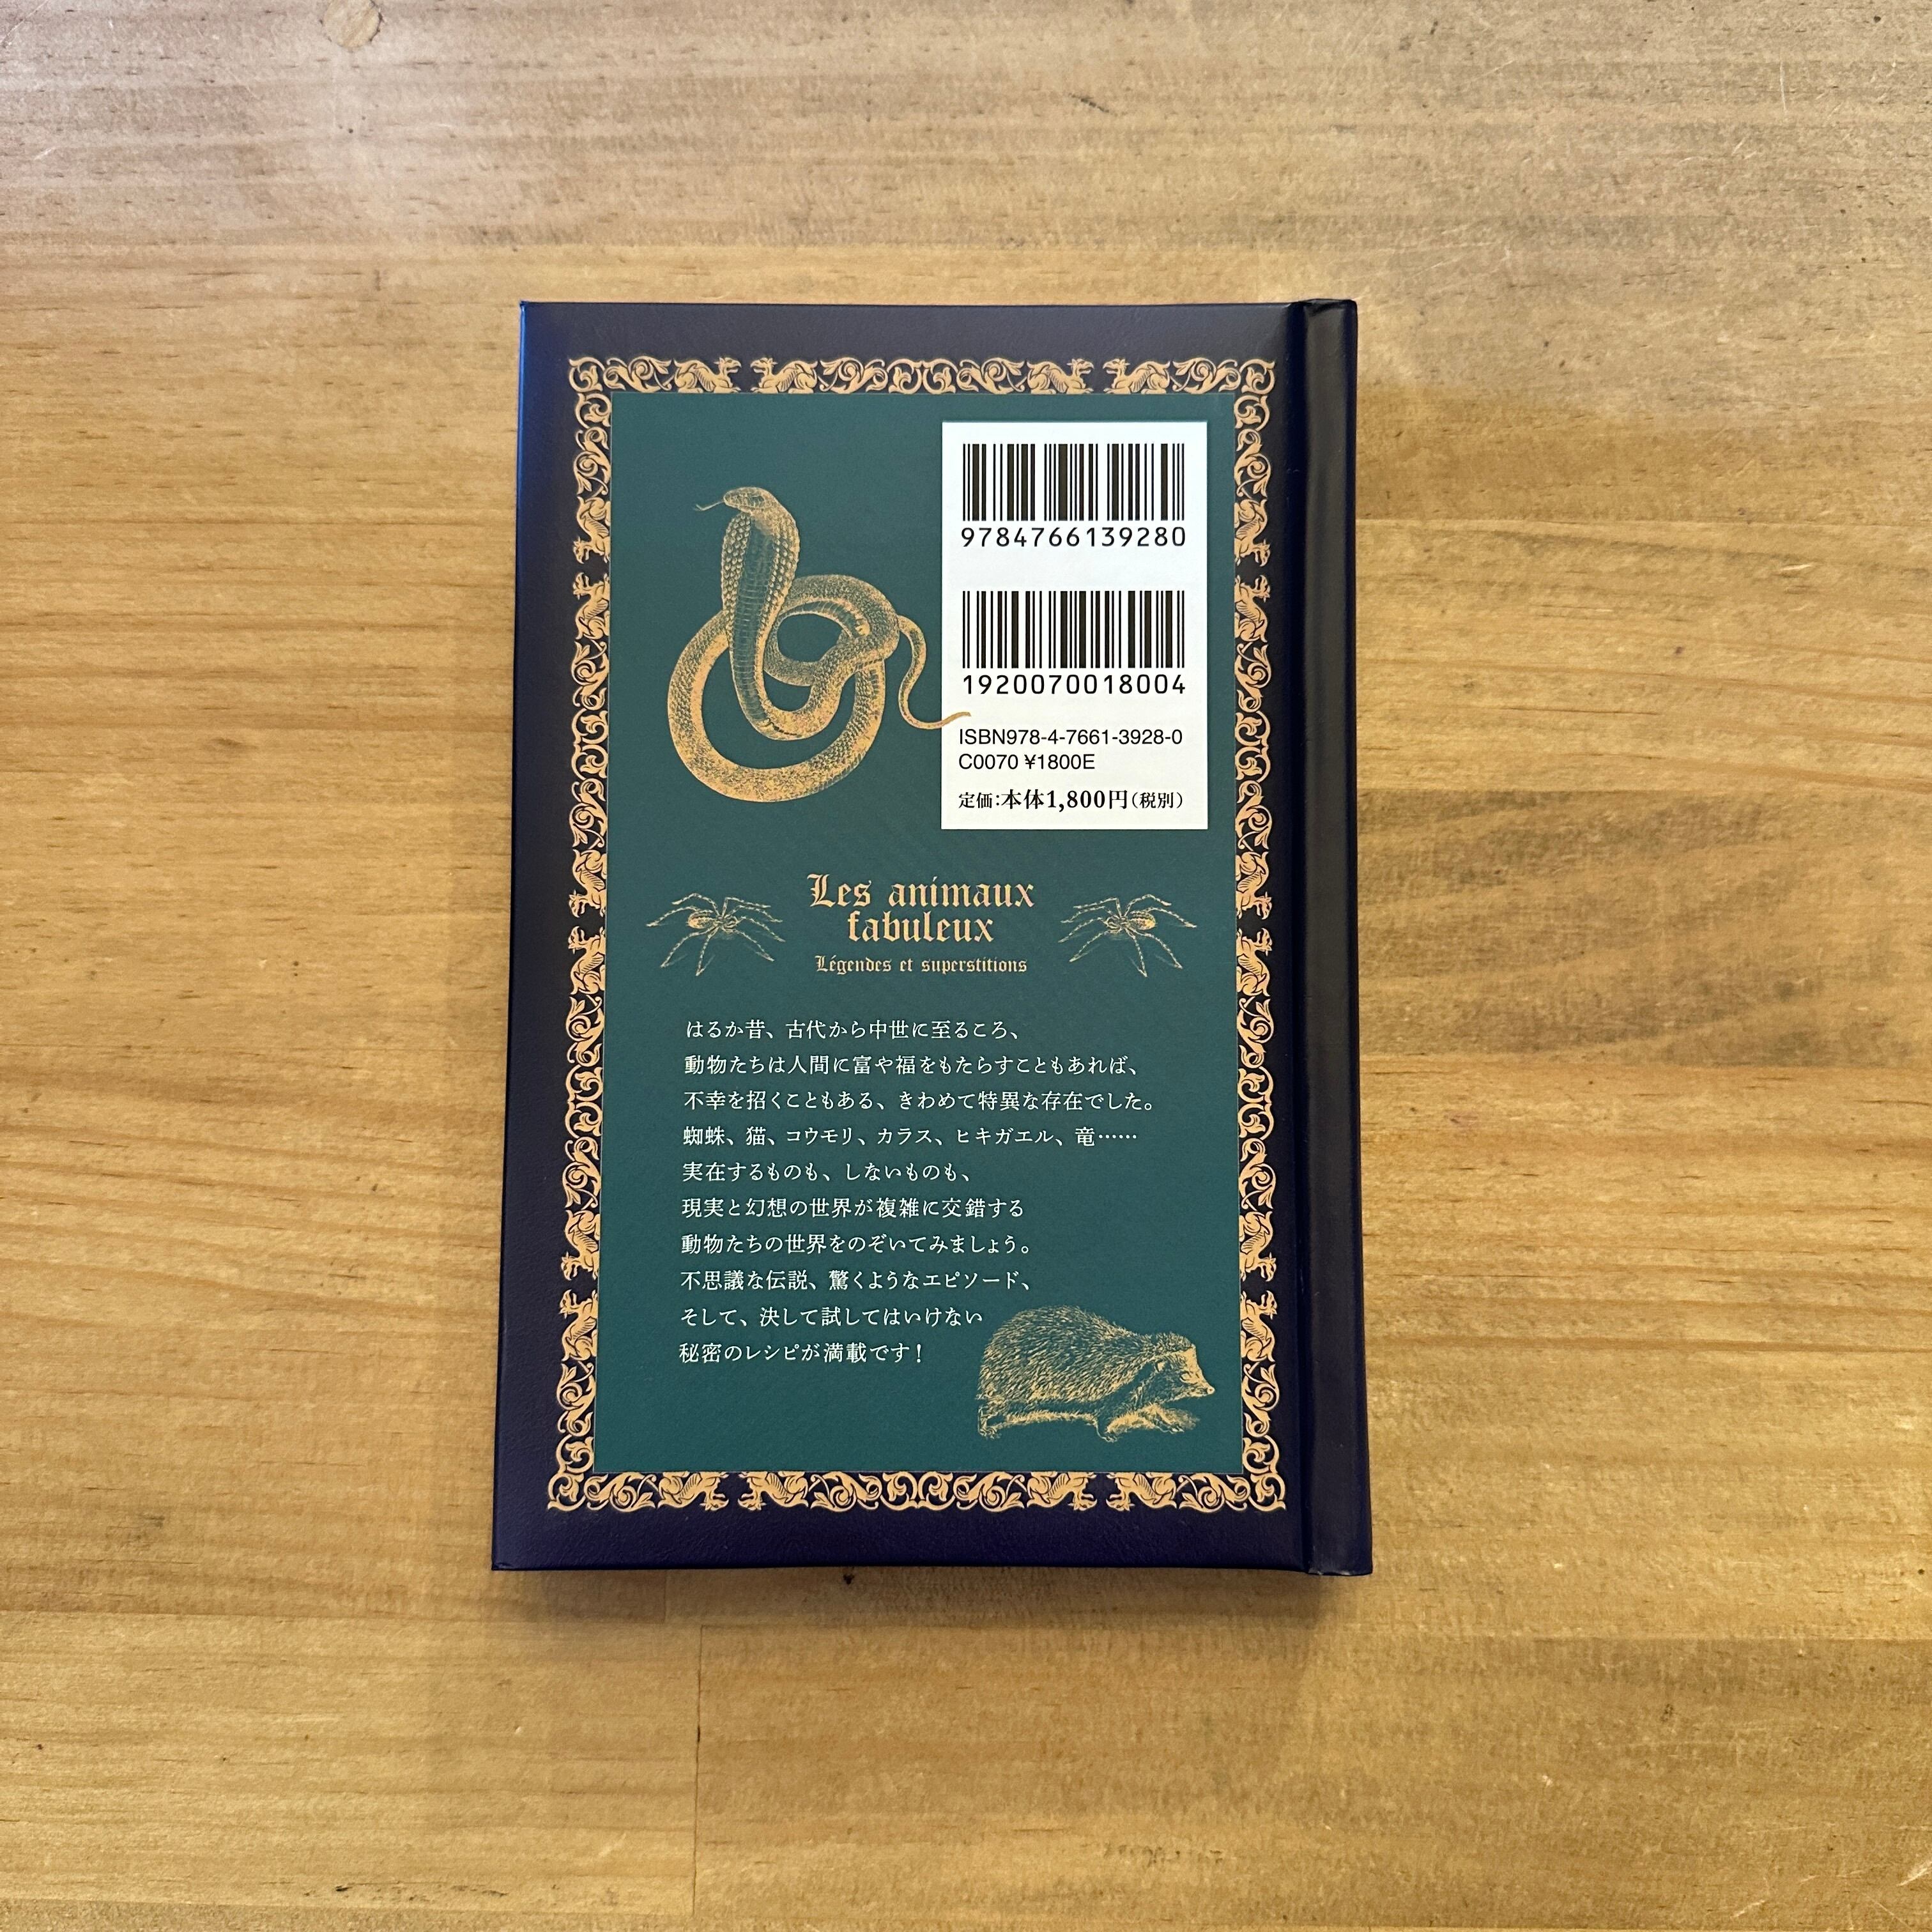 9784766139280
1920070018004
ISBN978-4-7661-3928-0
C0070 ¥1800E
定価:本体1,800円(税別)
Les animaux
fabuleux
Légendes et superstitions
はるか昔、古代から中世に至るころ、
動物たちは人間に富や福をもたらすこともあれば、
不幸を招くこともある、きわめて特異な存在でした。
蜘蛛、猫、コウモリ、カラス、ヒキガエル、竜……
実在するものも、しないものも、
現実と幻想の世界が複雑に交錯する
動物たちの世界をのぞいてみましょう。
不思議な伝説、驚くようなエピソード、
そして、決して試してはいけない
秘密のレシピが満載です!